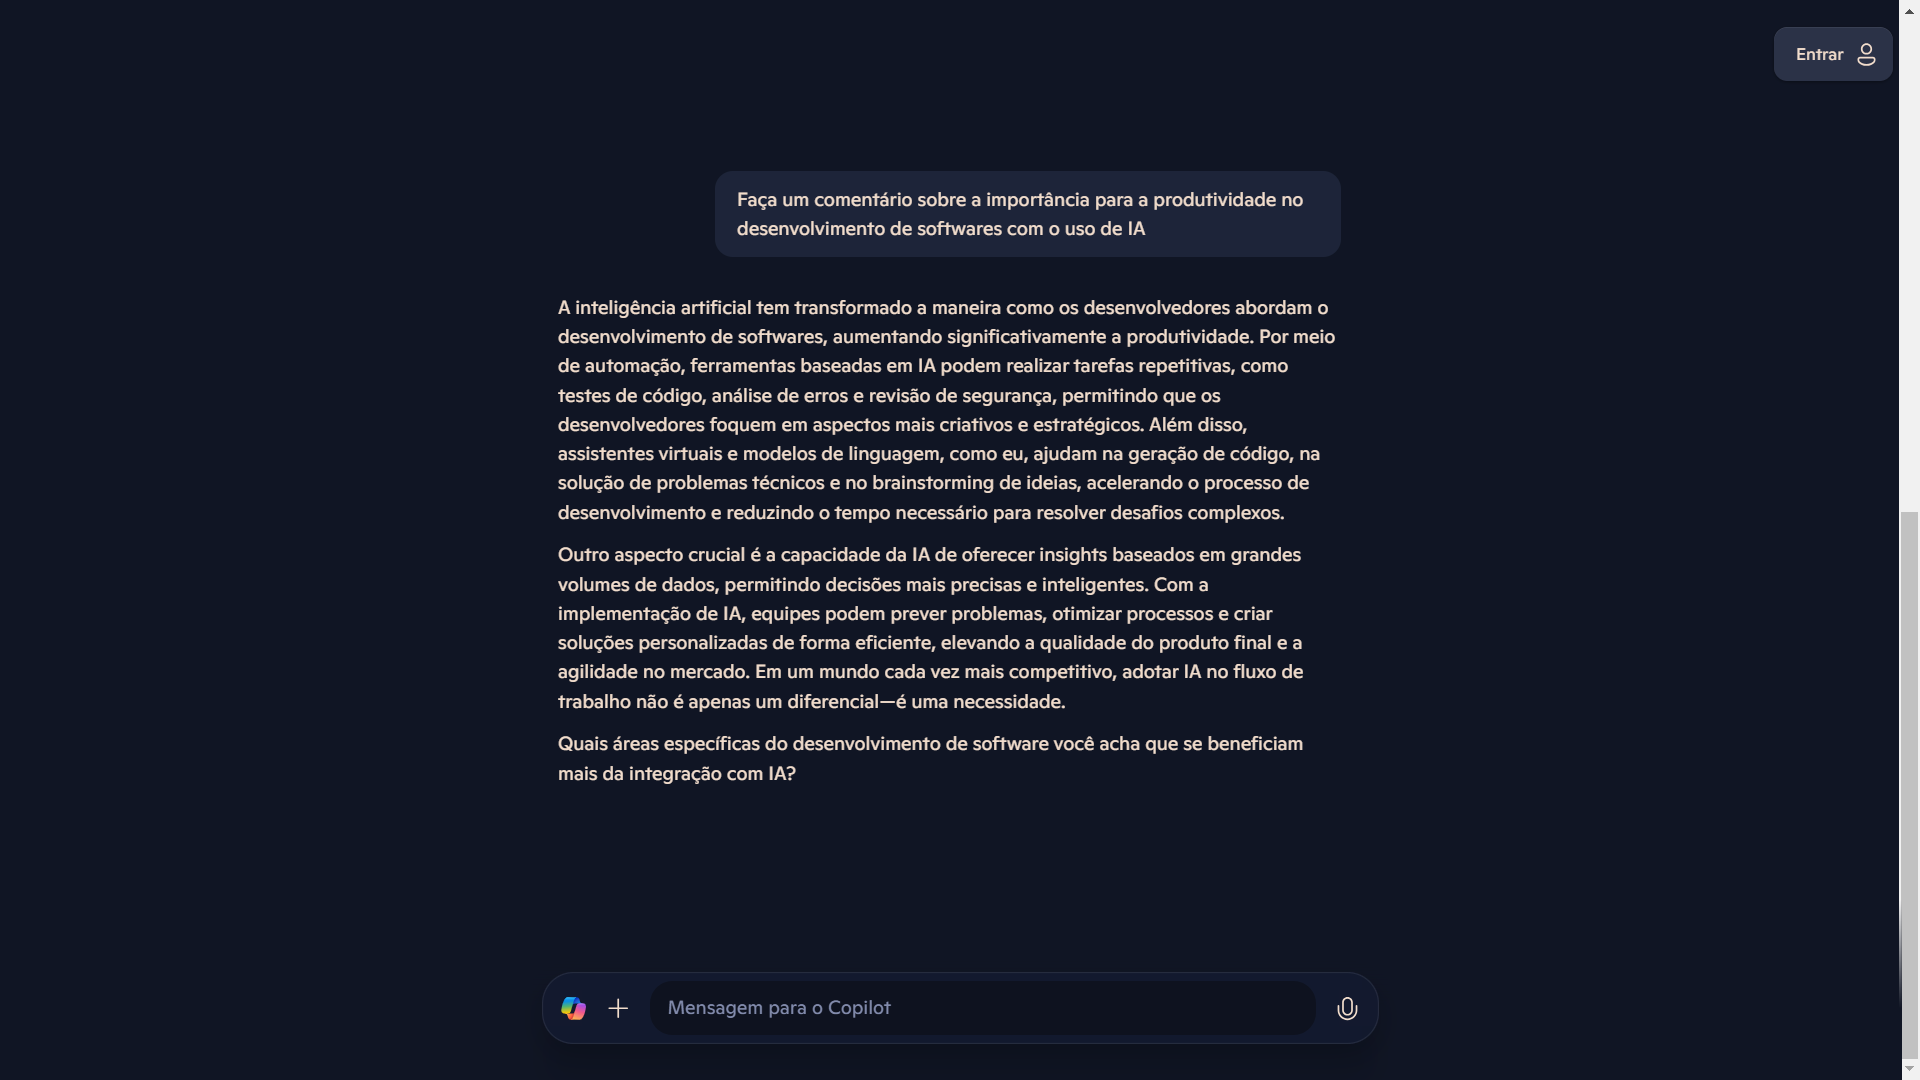 Entrar
Faça um comentário sobre a importância para a produtividade no
desenvolvimento de softwares com o uso de IA
A inteligência artificial tem transformado a maneira como os desenvolvedores abordam o
desenvolvimento de softwares, aumentando significativamente a produtividade. Por meio
de automação, ferramentas baseadas em IA podem realizar tarefas repetitivas, como
testes de código, análise de erros e revisão de segurança, permitindo que os
desenvolvedores foquem em aspectos mais criativos e estratégicos. Além disso,
assistentes virtuais e modelos de linguagem, como eu, ajudam na geração de código, na
solução de problemas técnicos e no brainstorming de ideias, acelerando o processo de
desenvolvimento e reduzindo o tempo necessário para resolver desafios complexos.
Outro aspecto crucial é a capacidade da IA de oferecer insights baseados em grandes
volumes de dados, permitindo decisões mais precisas e inteligentes. Com a
implementação de IA, equipes podem prever problemas, otimizar processos e criar
soluções personalizadas de forma eficiente, elevando a qualidade do produto final e a
agilidade no mercado. Em um mundo cada vez mais competitivo, adotar IA no fluxo de
trabalho não é apenas um diferencial—é uma necessidade.
Quais áreas específicas do desenvolvimento de software você acha que se beneficiam
mais da integração com IA?
Mensagem para o Copilot